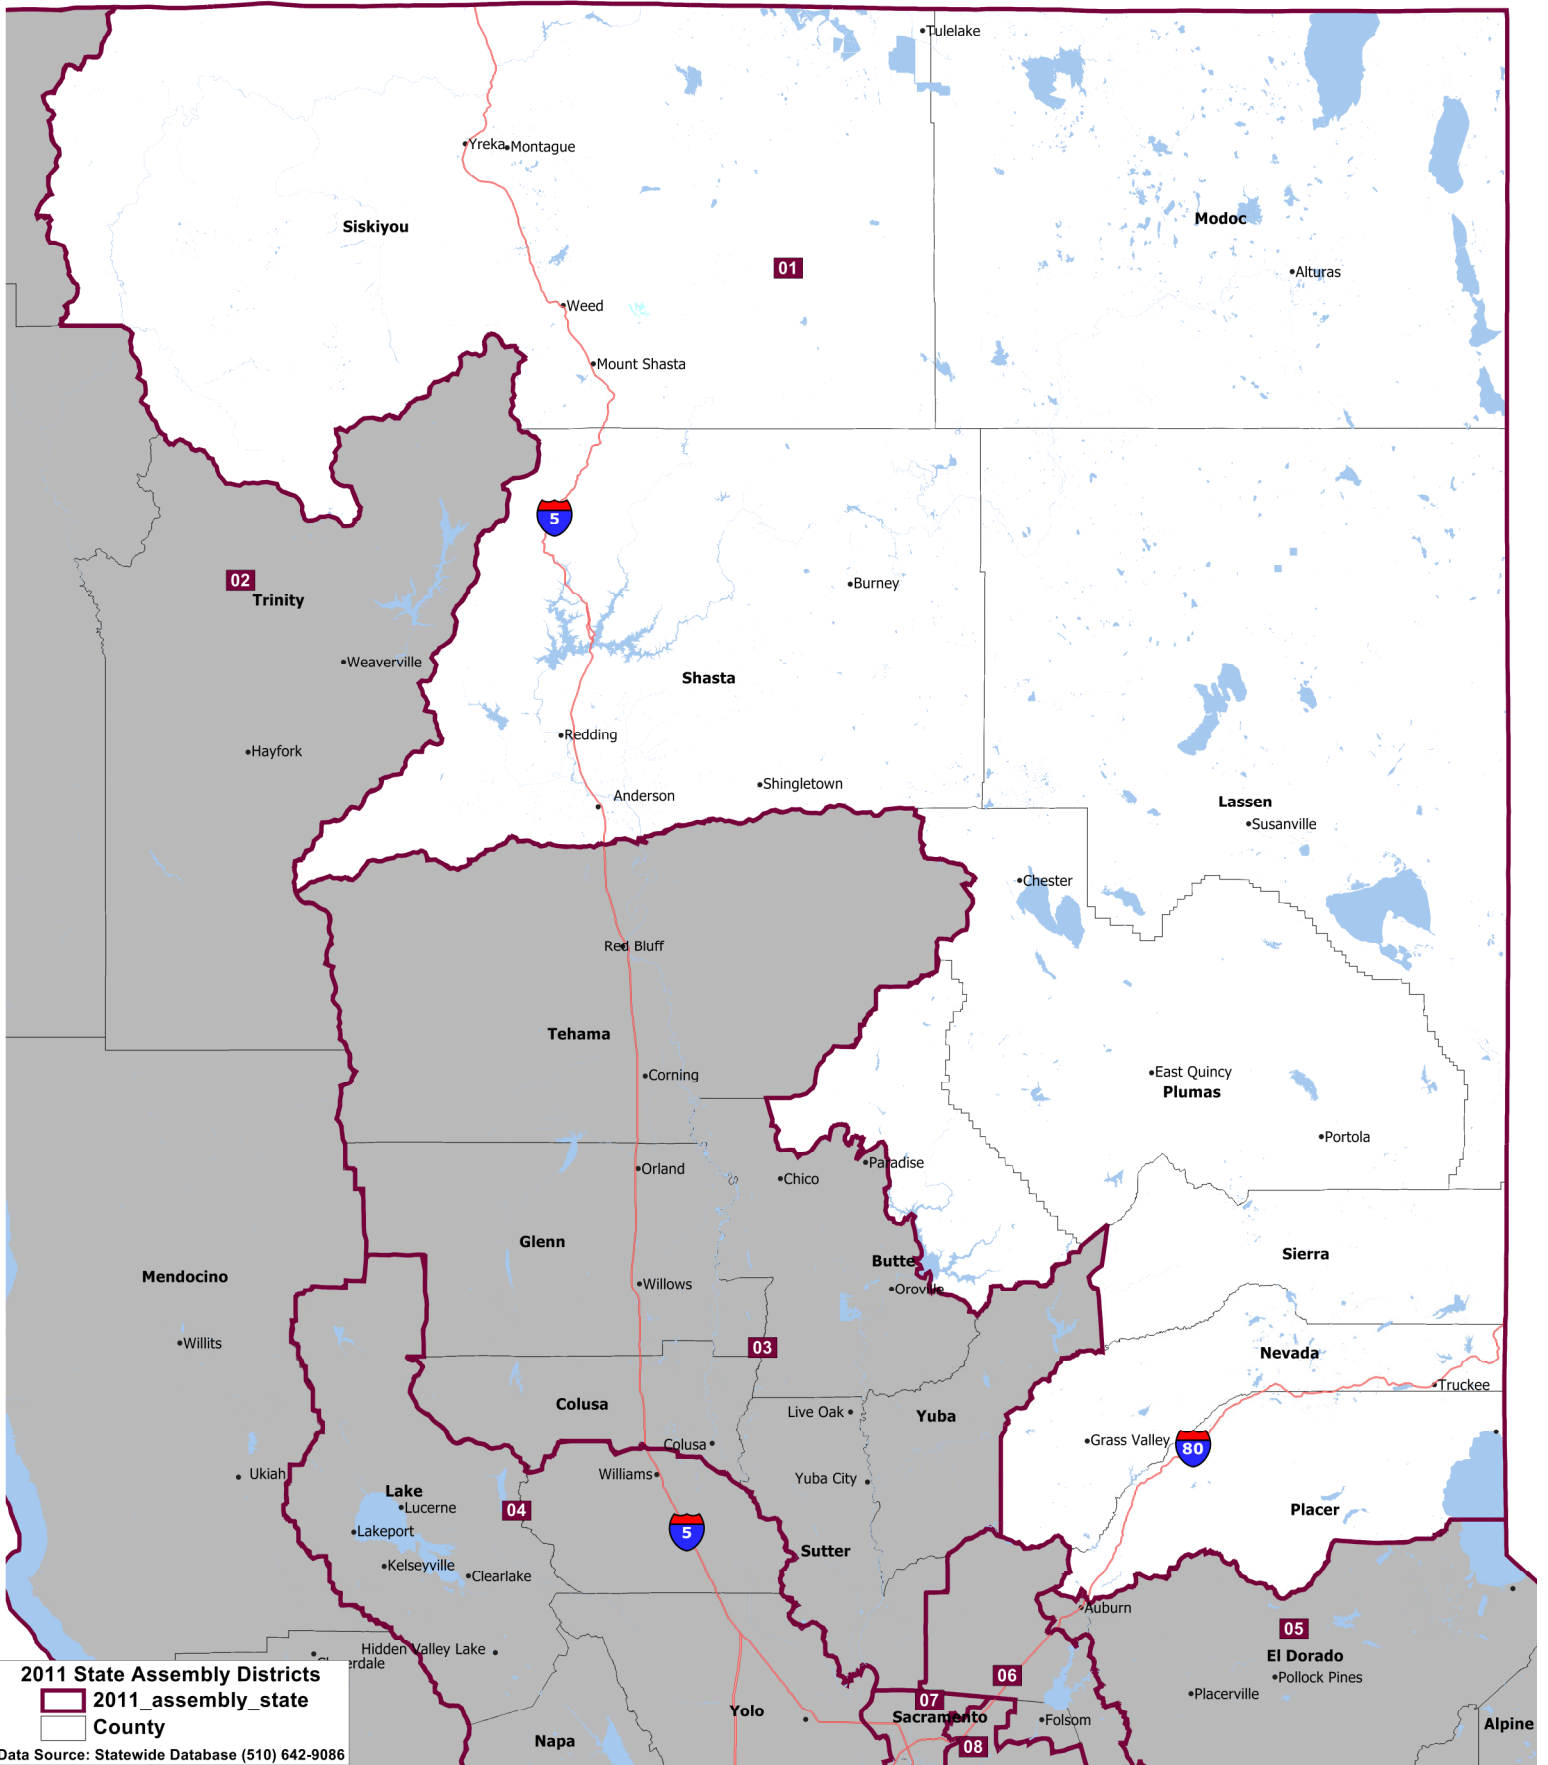 Tulelake
Yreka
Montague
Siskiyou
Modoc
01
Alturas
Weed
Mount Shasta
5
Burney
02
Trinity
Weaverville
Shasta
Redding
Hayfork
Shingletown
Anderson
Lassen
Susanville
Chester
Red Bluff
Tehama
Corning
East Quincy
Plumas
Portola
Paradise
Orland
Chico
Glenn
Butte
Sierra
Mendocino
Willows
Oroville
Willits
03
Nevada
Truckee
Colusa
Live Oak
Yuba
Colusa
Grass Valley
80
Ukiah
Williams
Yuba City
Lake
Lucerne
04
Placer
Lakeport
5
Sutter
Kelseyville
Clearlake
Auburn
05
Hidden Valley Lake
El Dorado
erdale
2011 State Assembly Districts
2011_assembly_state
County
Data Source: Statewide Database (510) 642-9086
06
Pollock Pines
Placerville
07
Yolo
Sacramento
Folsom
Alpine
Napa
08